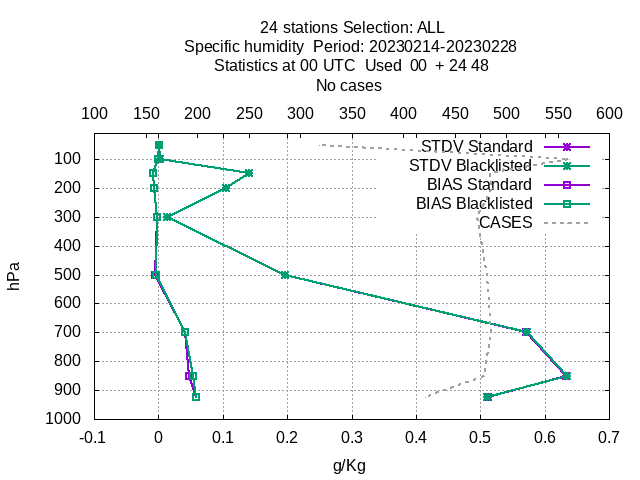 24 stations Selection: ALL
Specific humidity  Period: 20230214-20230228
Statistics at 00 UTC  Used  00  + 24 48
No cases
100 150 200 250 300 350 400 450 500 550 600
STDV Standard
STDV Blacklisted
BIAS Standard
BIAS Blacklisted
CASES
100
200
300
400
500
600
700
800
900
1000
hPa
-0.1 0 0.1 0.2 0.3 0.4 0.5 0.6 0.7
g/Kg